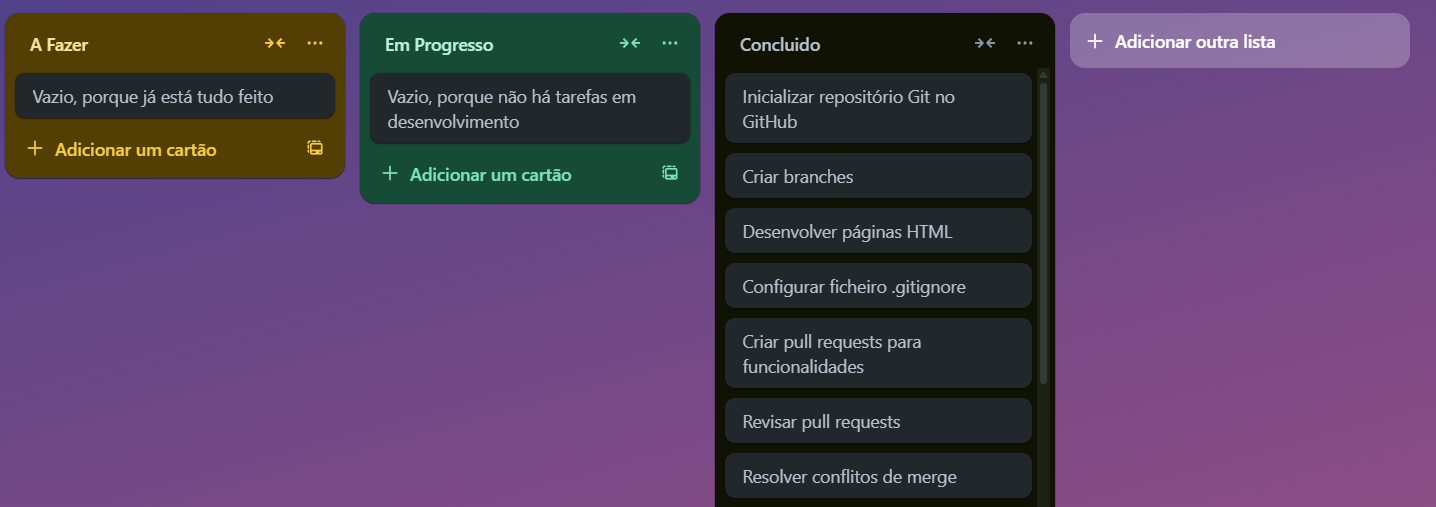 A Fazer
Vazio, porque já está tudo feito
Adicionar um cartão
Em Progresso
Vazio, porque não há tarefas em
desenvolvimento
Adicionar um cartão
Concluido
Inicializar repositório Git no
GitHub
Criar branches
Desenvolver páginas HTML
Configurar ficheiro .gitignore
Criar pull requests para
funcionalidades
Revisar pull requests
Resolver conflitos de merge
Adicionar outra lista